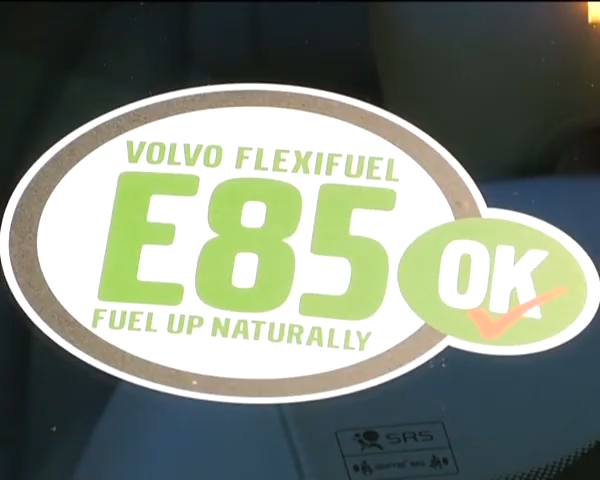 VOLVO FLEXIFUEL
E85
OK
FUEL UP NATURALLY
SRS